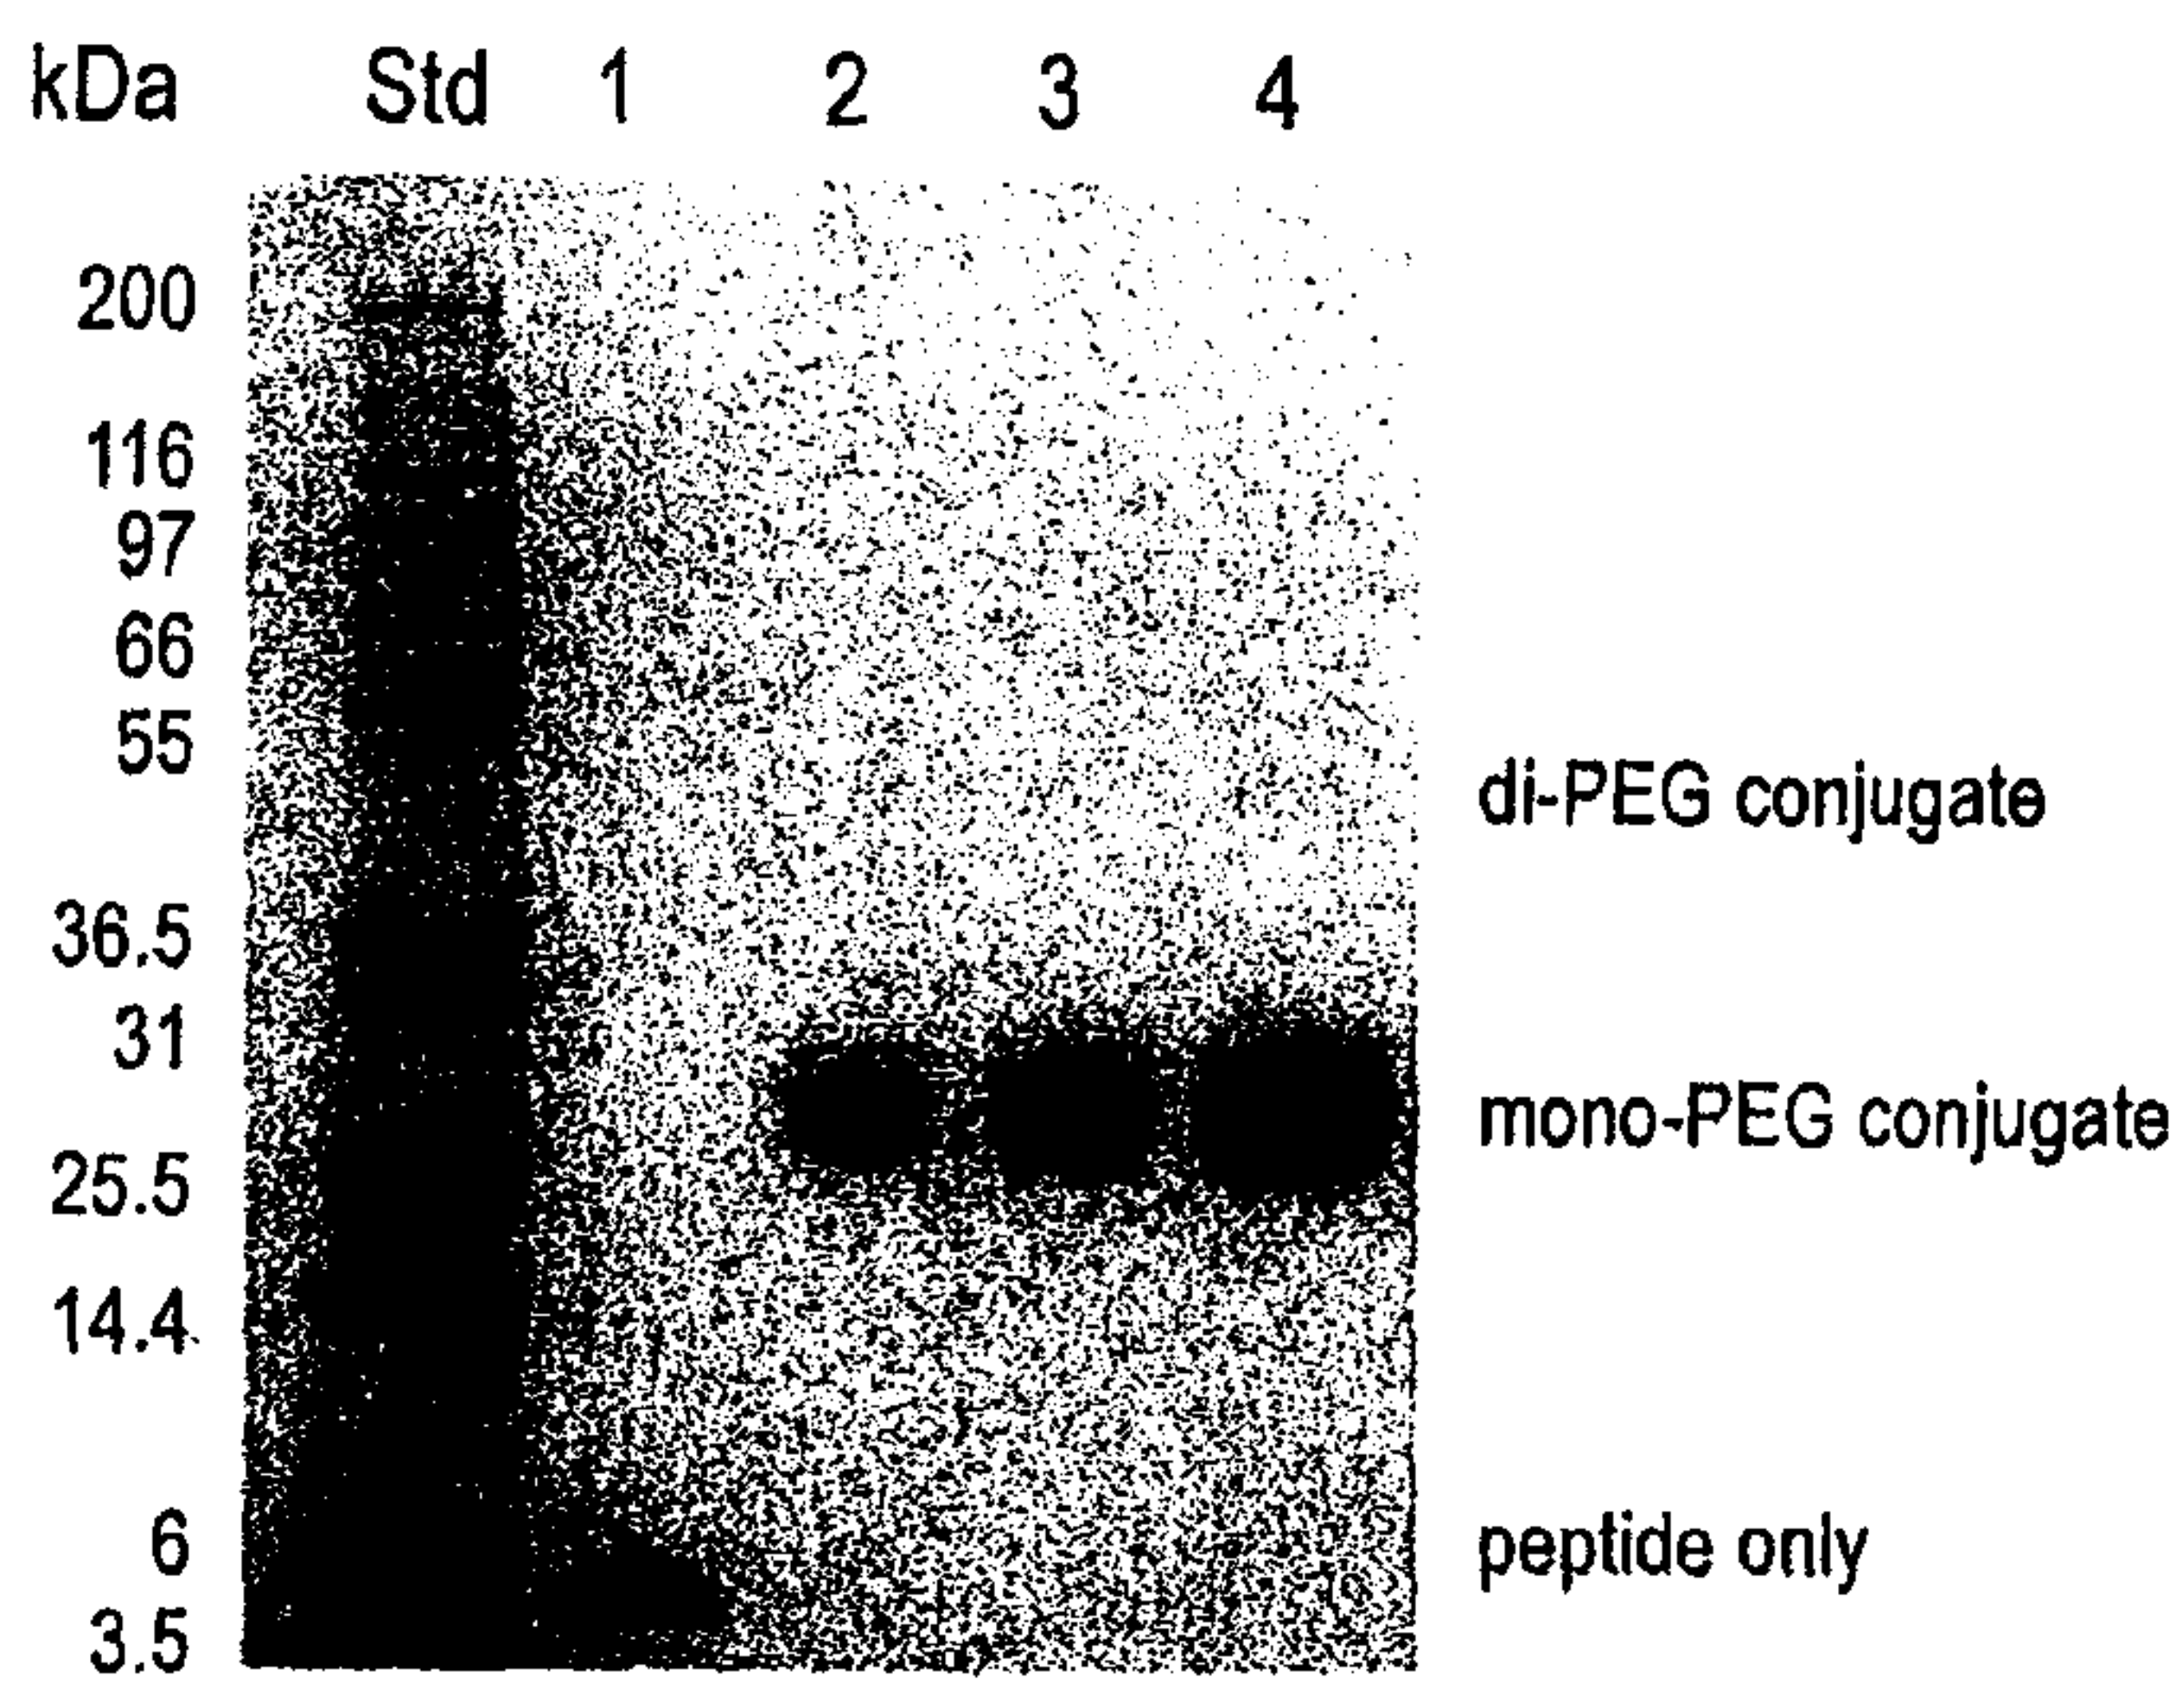 kDa Std 1 2 3 4
200
116
97
66
55
di-PEG conjugate
36.5
31
mono-PEG conjugate
25.5
14.4
6
peptide only
3.5